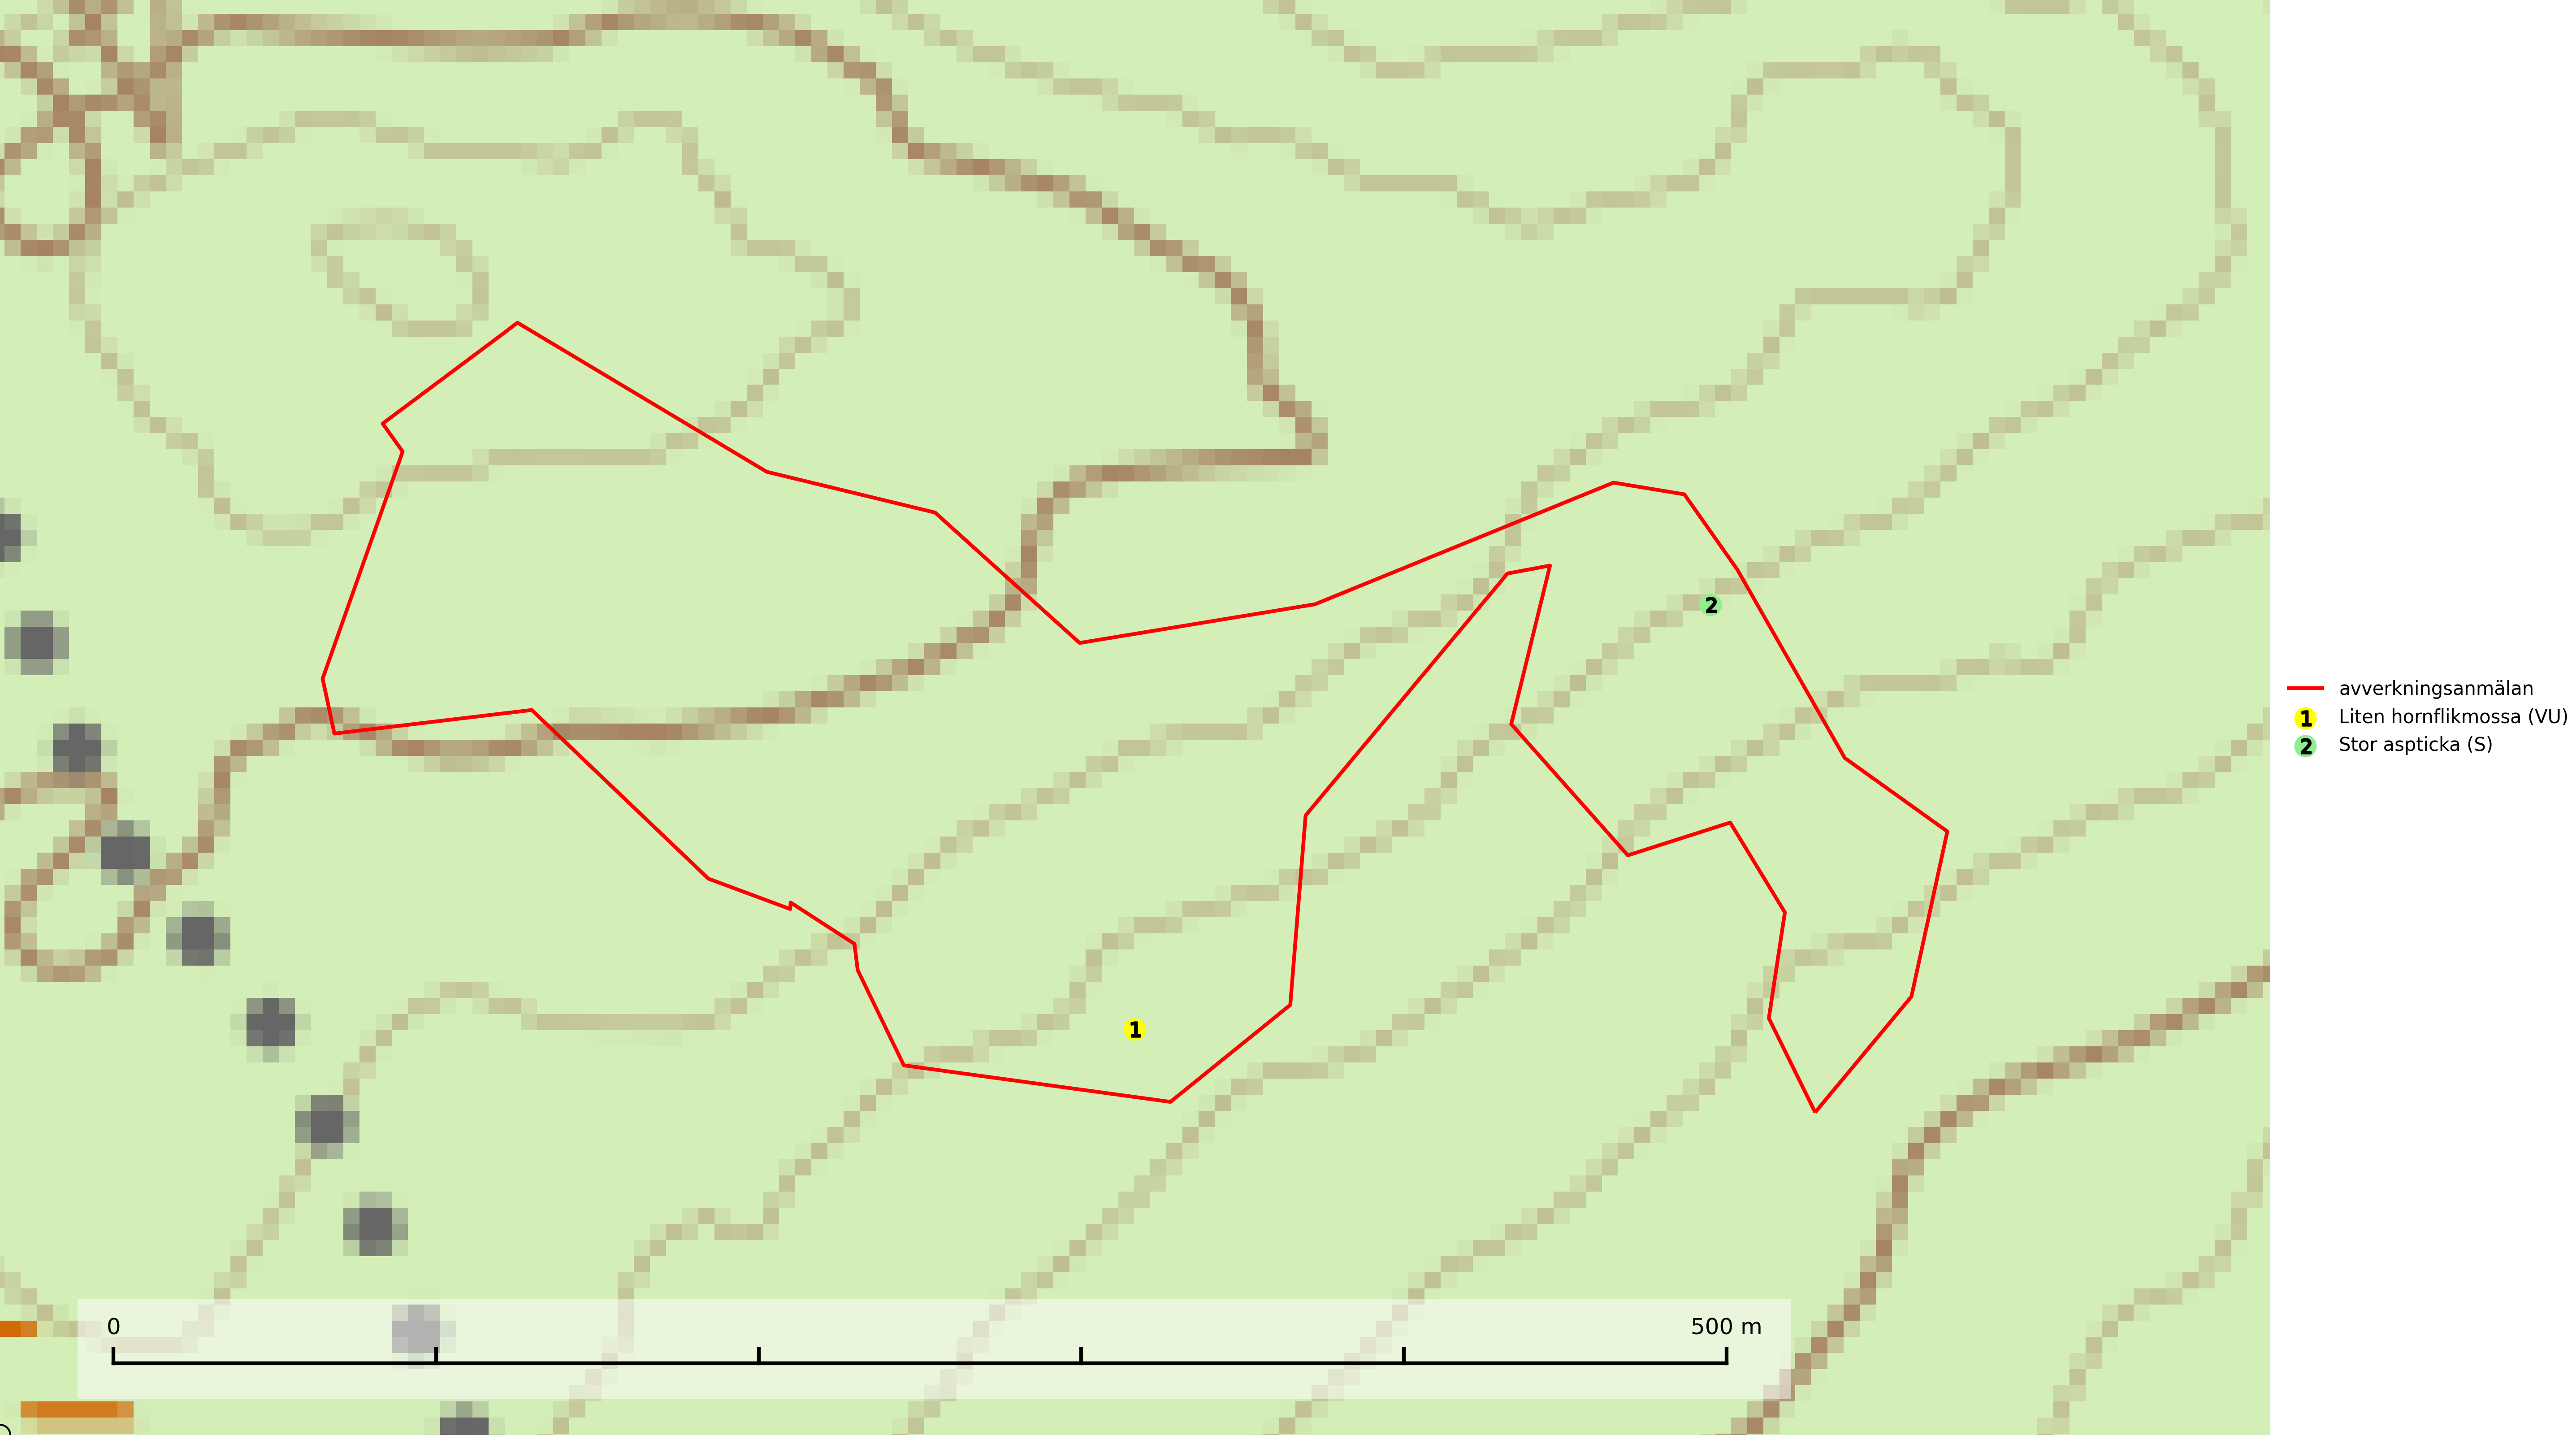 2
avverkningsanmälan
1 Liten hornflikmossa (VU)
2 Stor aspticka (S)
1
0 500 m